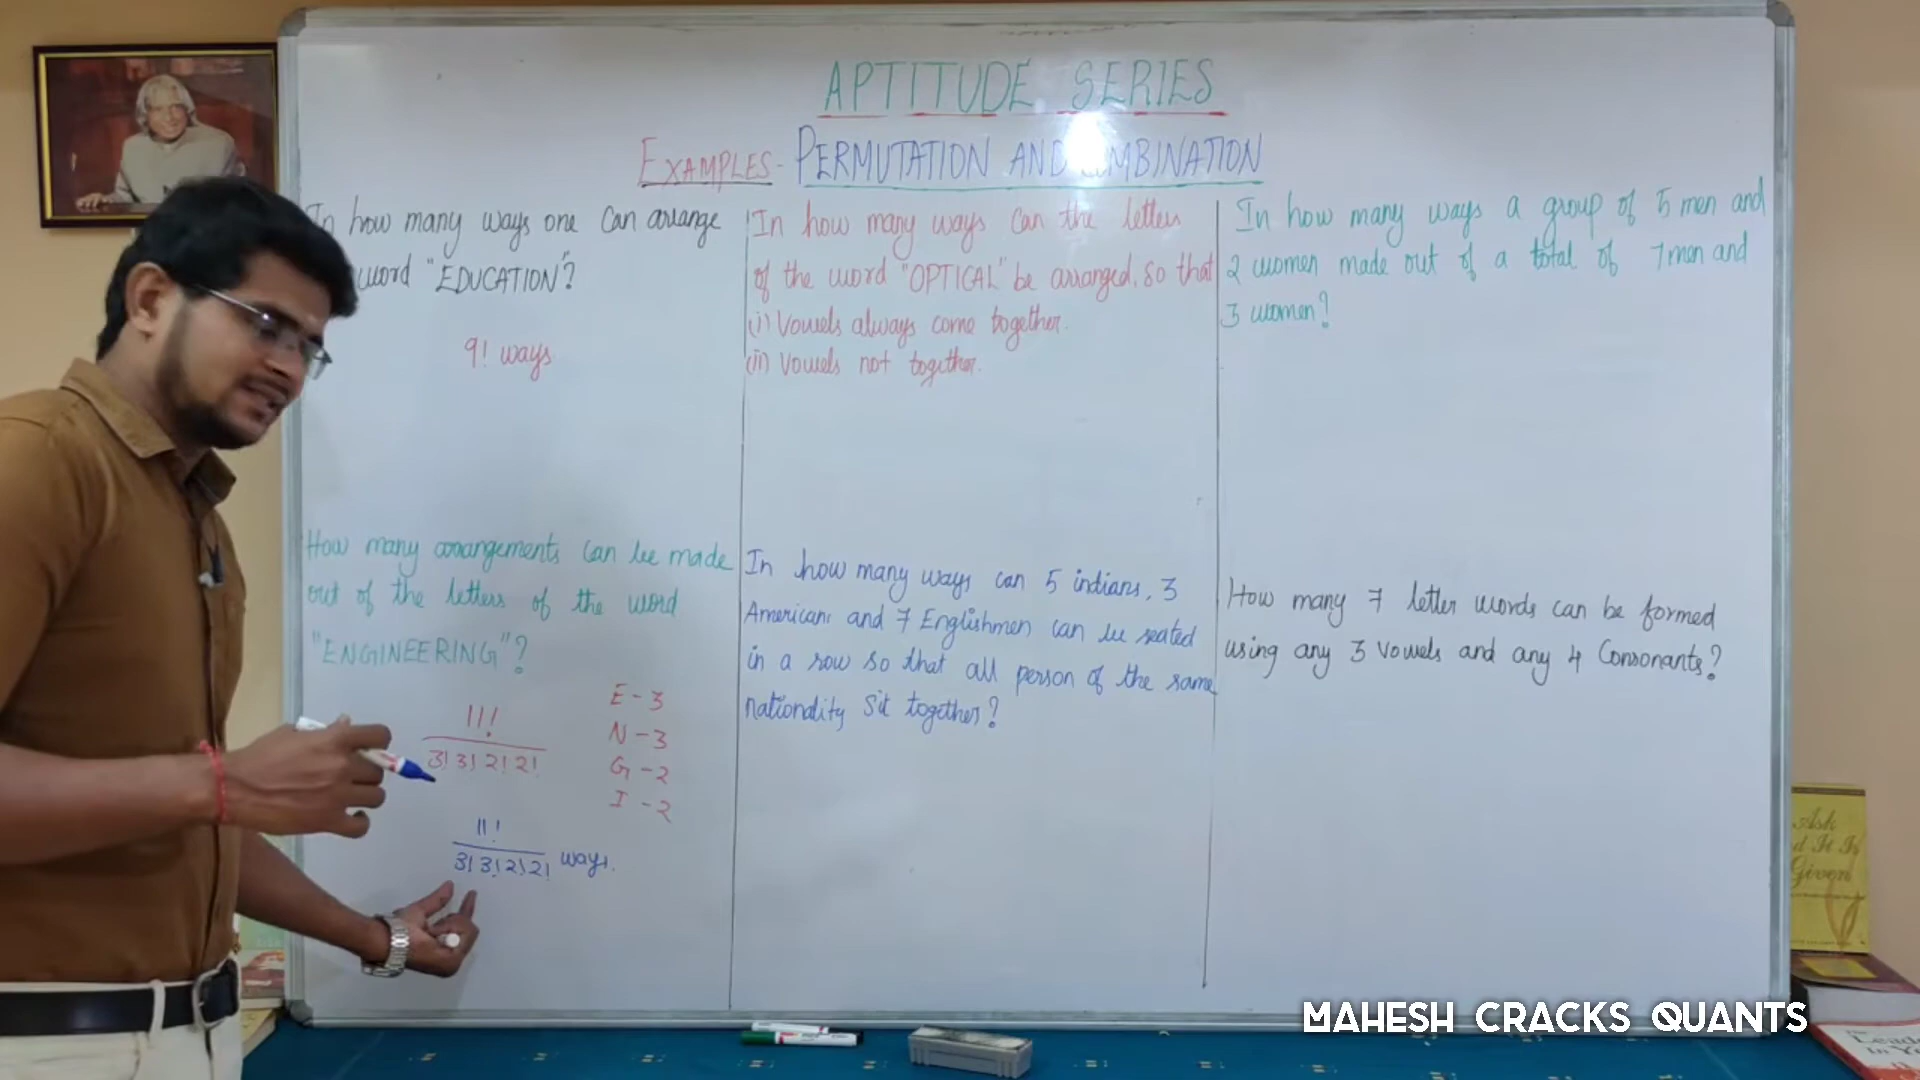 APTITUDE SERIES
EXAMPLES - PERMUTATION AND MBINATION
In how many ways one can arrange
word "EDUCATION"?
9! ways
How many arrangements can be made
out of the letters of the word
"ENGINEERING"?
11!
3! 3! 2! 2!
E - 3
N - 3
G - 2
I - 2
11!
3! 3! 2! 2! ways.
In how many ways can the letters
of the word "OPTICAL" be arranged, so that
(i) Vowels always come together.
(ii) Vowels not together.
In how many ways can 5 indians, 3
Americans and 7 Englishmen can be seated
in a row so that all person of the same
nationality Sit together?
In how many ways a group of 5 men and
2 women made out of a total of 7 men and
3 women?
How many 7 letter words can be formed
using any 3 vowels and any 4 Consonants?
Ask
d It Is
Given
MAHESH CRACKS QUANTS